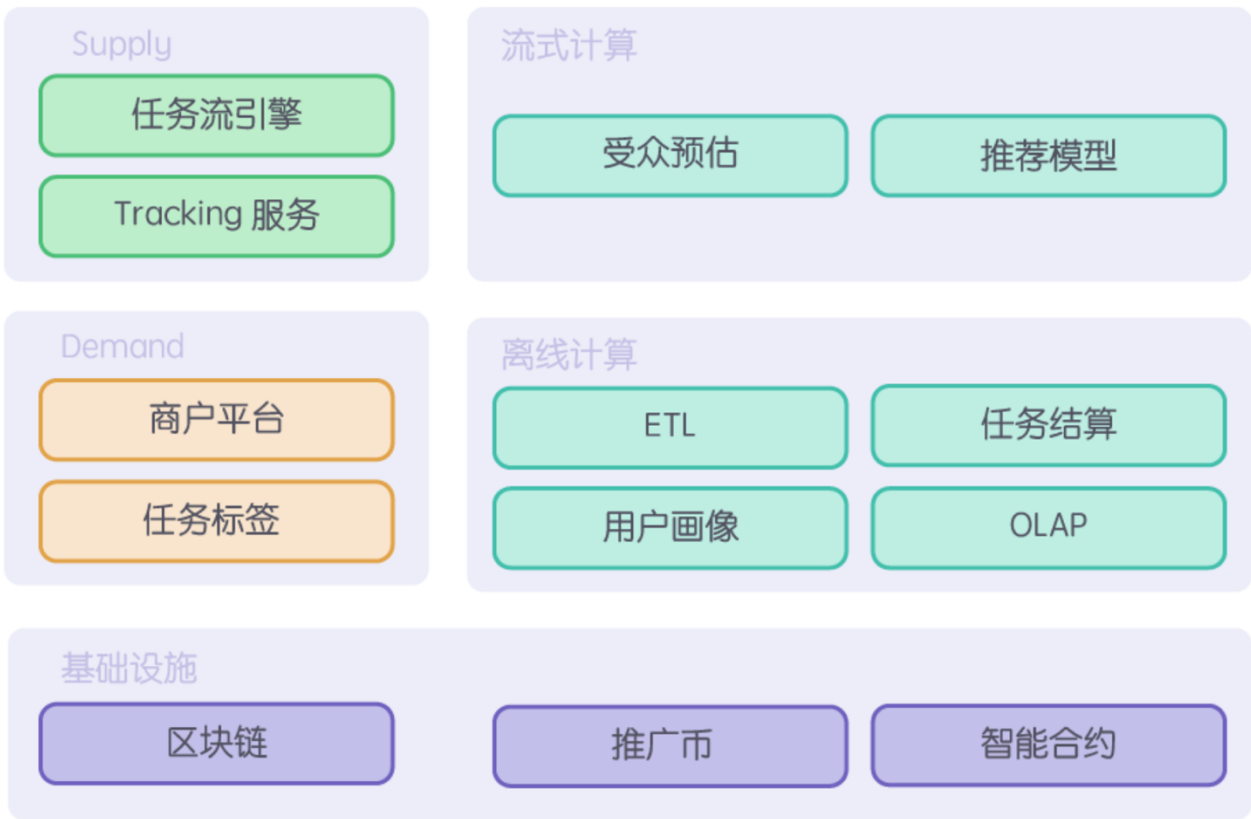 Supply
任务流引擎
Tracking 服务
流式计算
受众预估
推荐模型
Demand
商户平台
任务标签
离线计算
ETL
任务结算
用户画像
OLAP
基础设施
区块链
推广币
智能合约